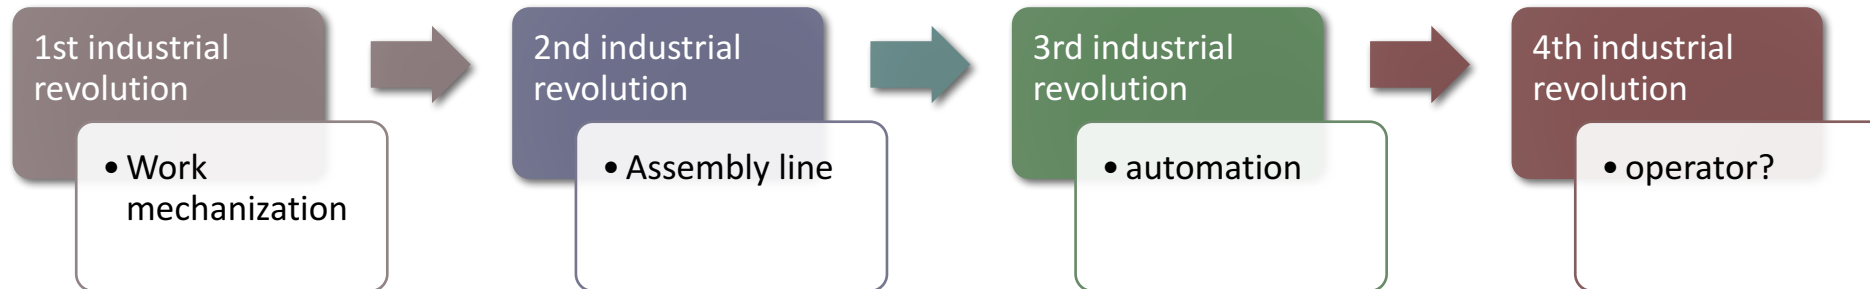 1st industrial
revolution
• Work
mechanization
2nd industrial
revolution
• Assembly line
3rd industrial
revolution
• automation
4th industrial
revolution
• operator?